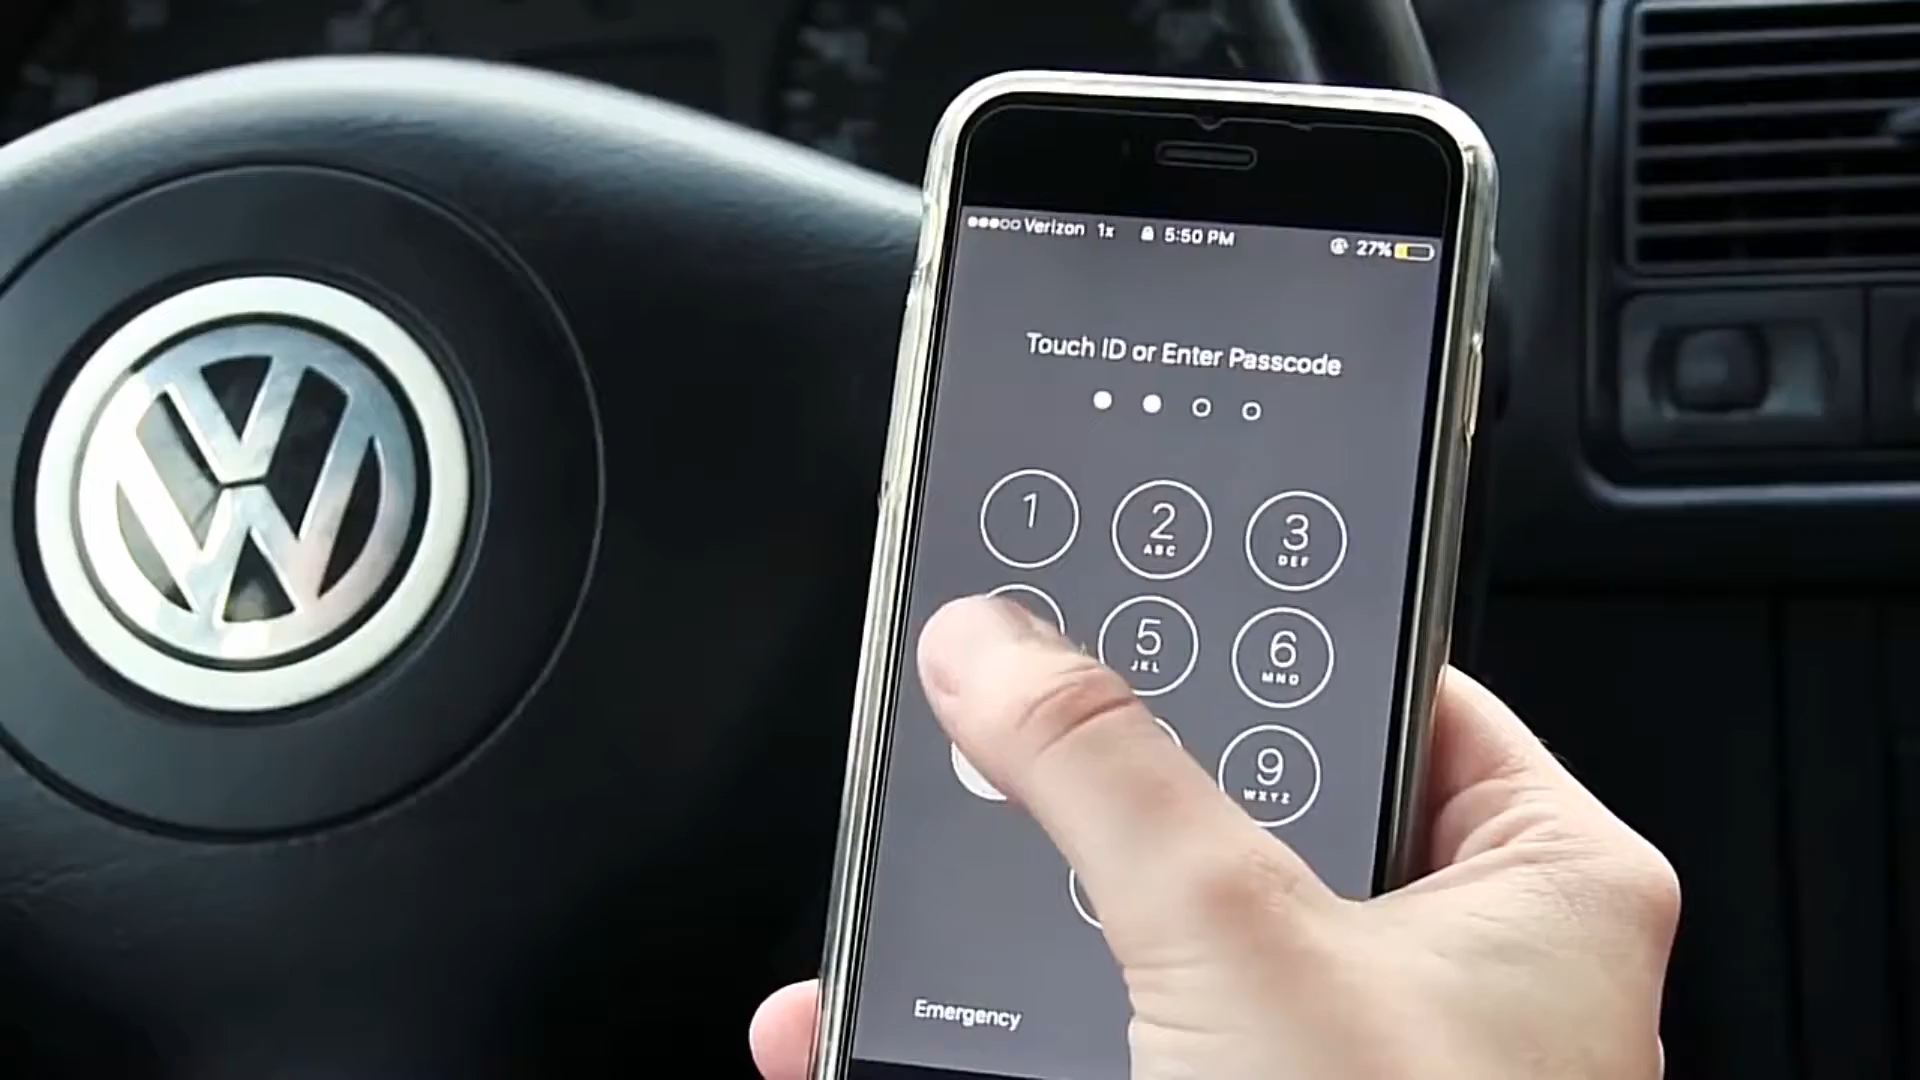 Verizon 1x 5:50 PM 27%
Touch ID or Enter Passcode
1 2 3
ABC DEF
5 6
JKL MNO
9
WXYZ
Emergency
VW